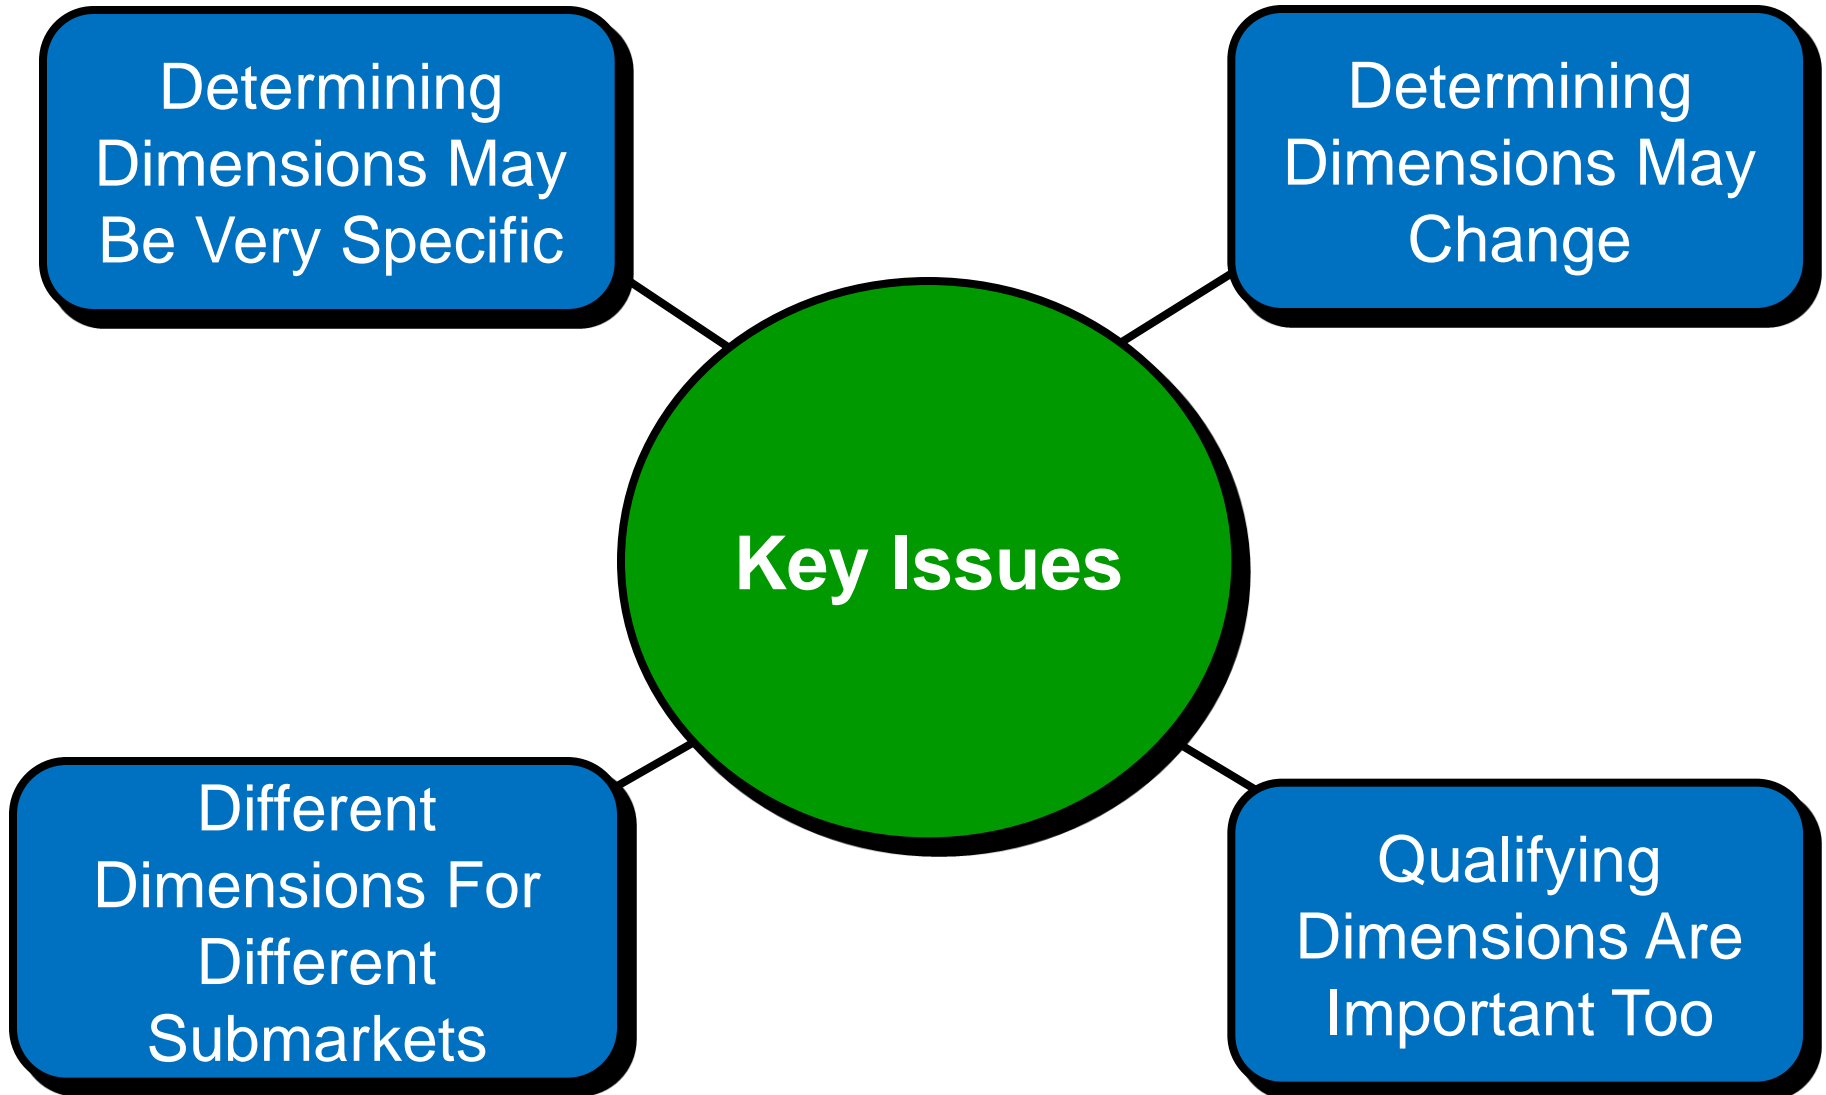 Determining
Dimensions May
Be Very Specific
Determining
Dimensions May
Change
Key Issues
Different
Dimensions For
Different
Submarkets
Qualifying
Dimensions Are
Important Too